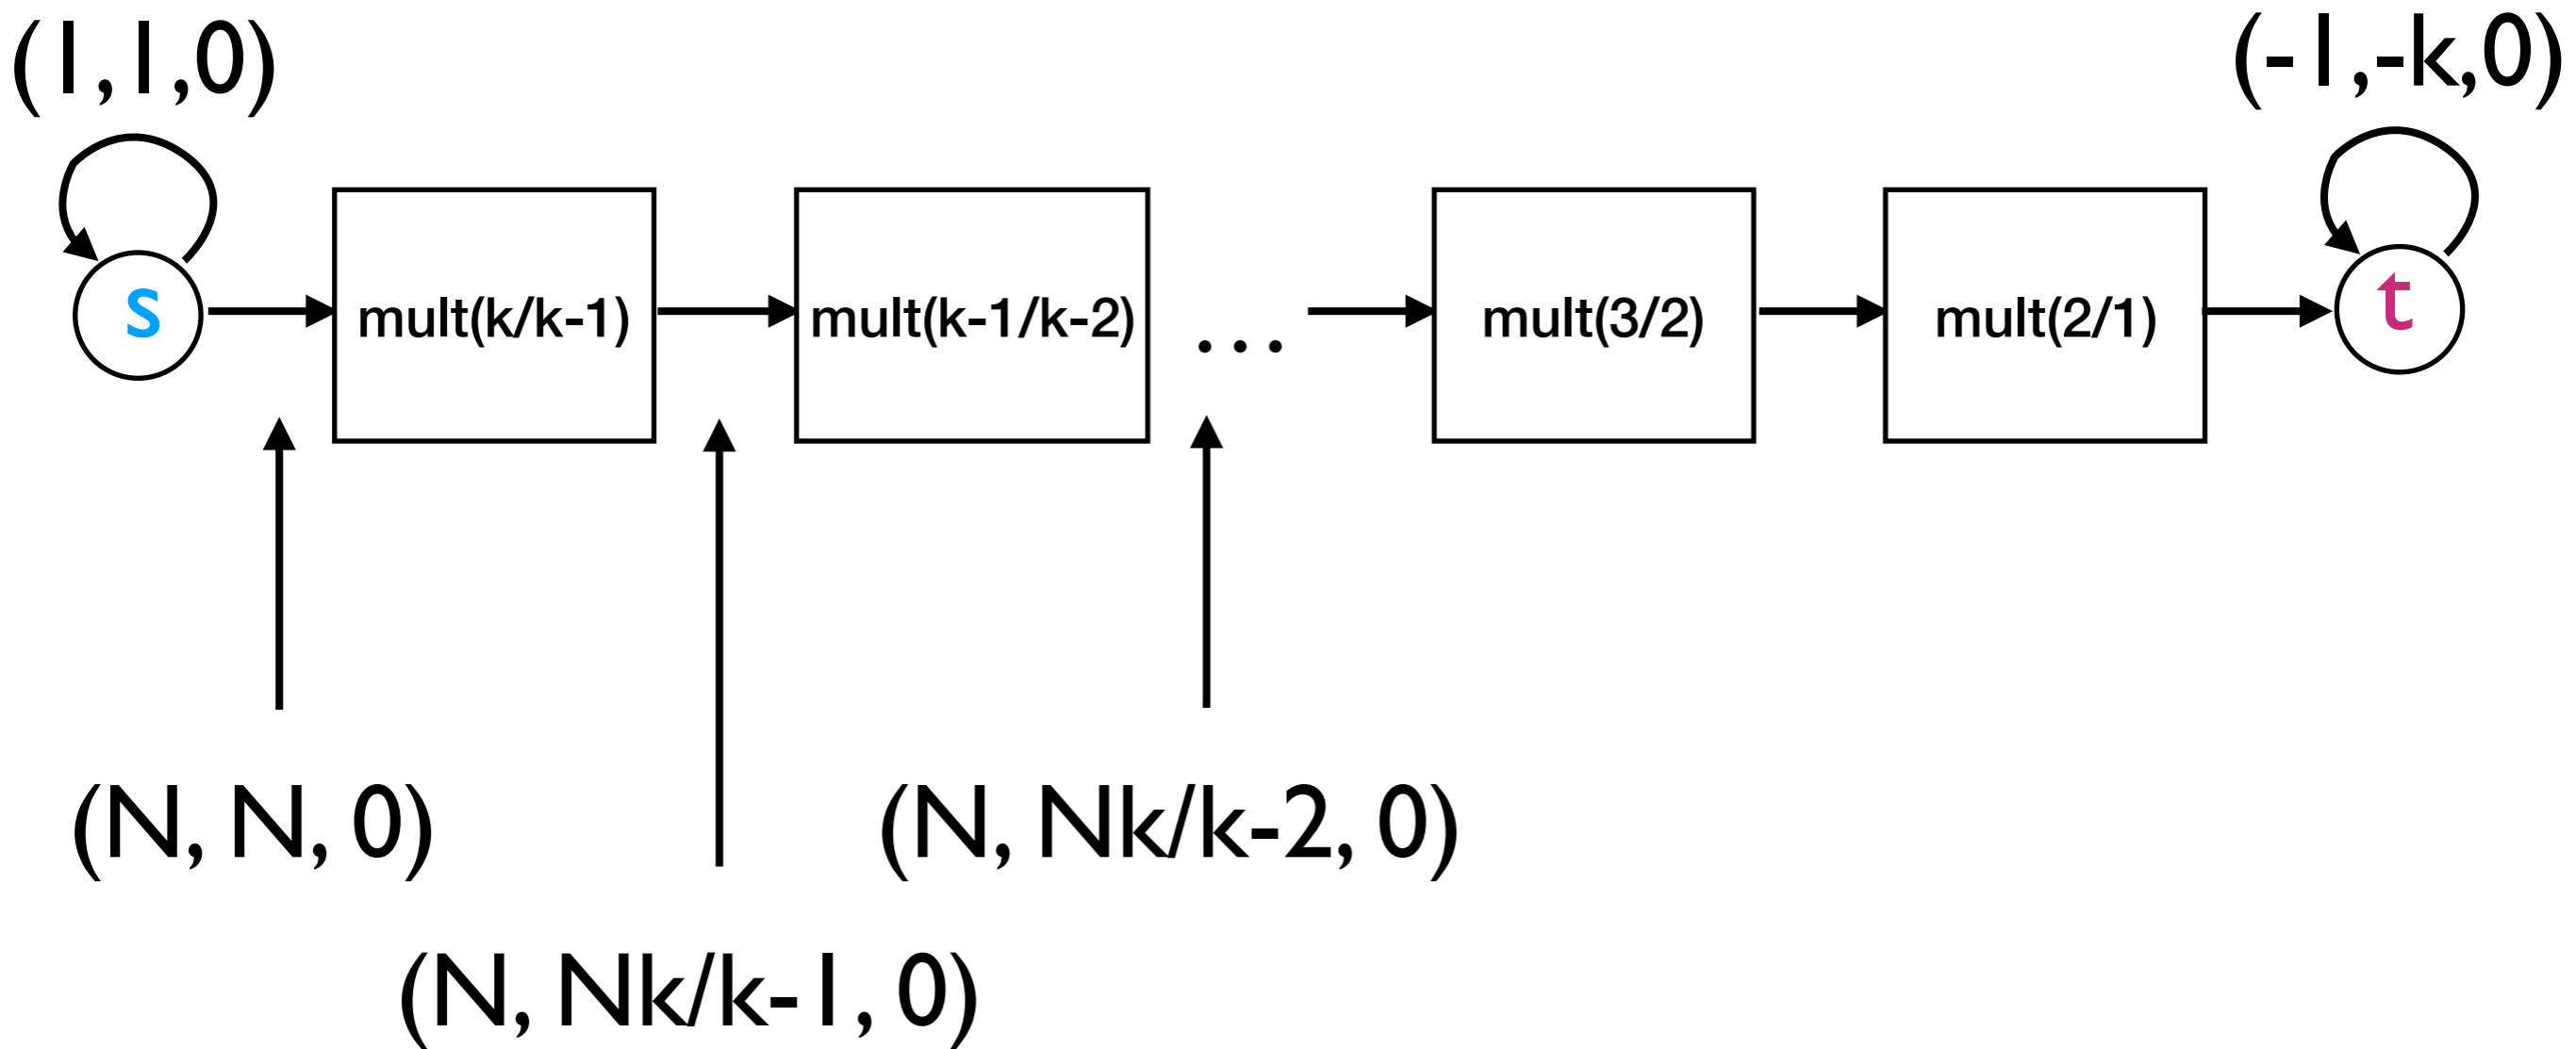 (1,1,0)
(-1,-k,0)
s
mult(k/k-1)
mult(k-1/k-2)
...
mult(3/2)
mult(2/1)
t
(N, N, 0)
(N, Nk/k-2, 0)
(N, Nk/k-1, 0)